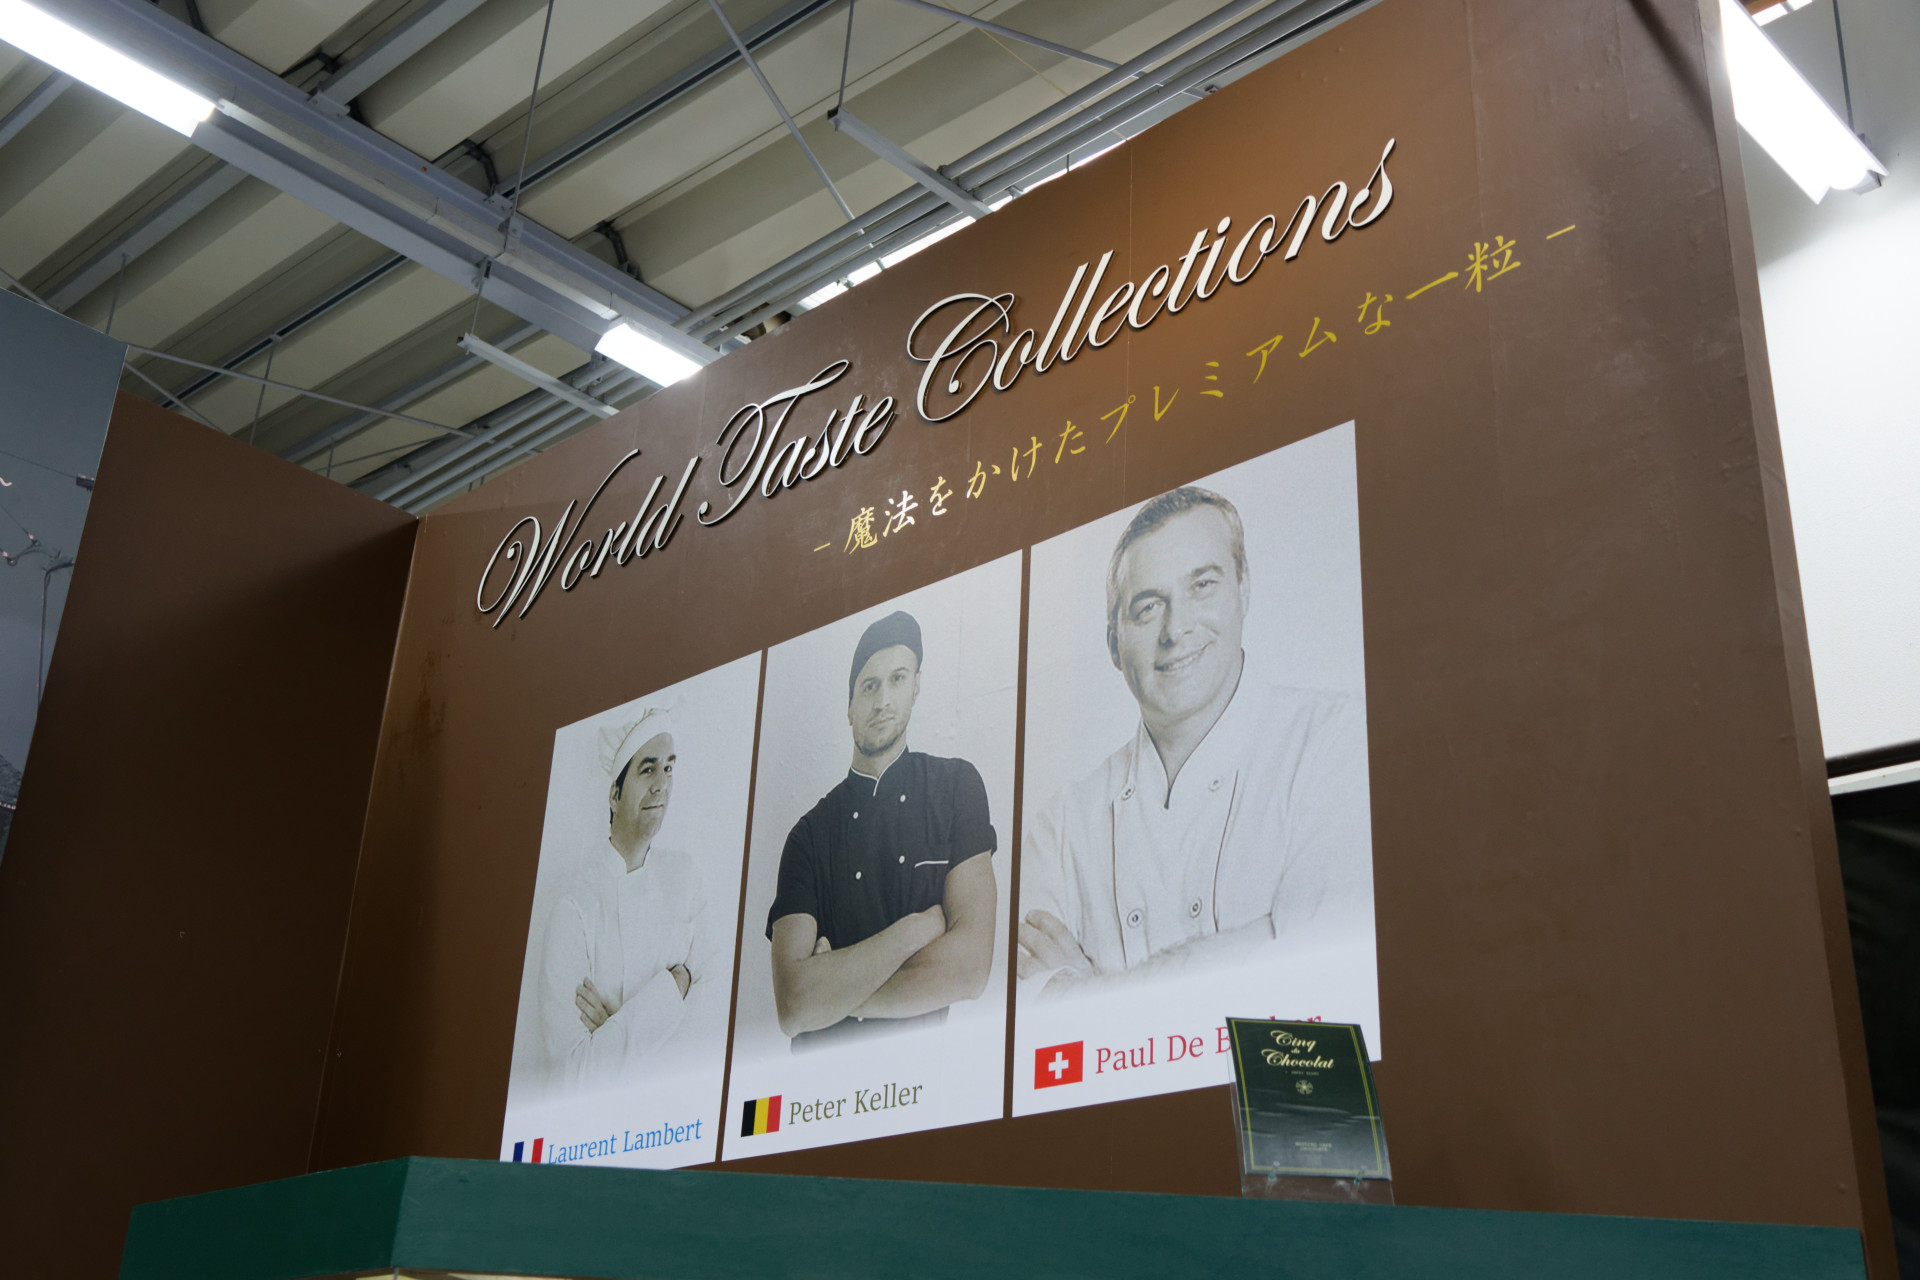 World Taste Collections
－魔法をかけたプレミアムな一粒－
Laurent Lambert
Peter Keller
Paul De
Cinq
du
Chocolat